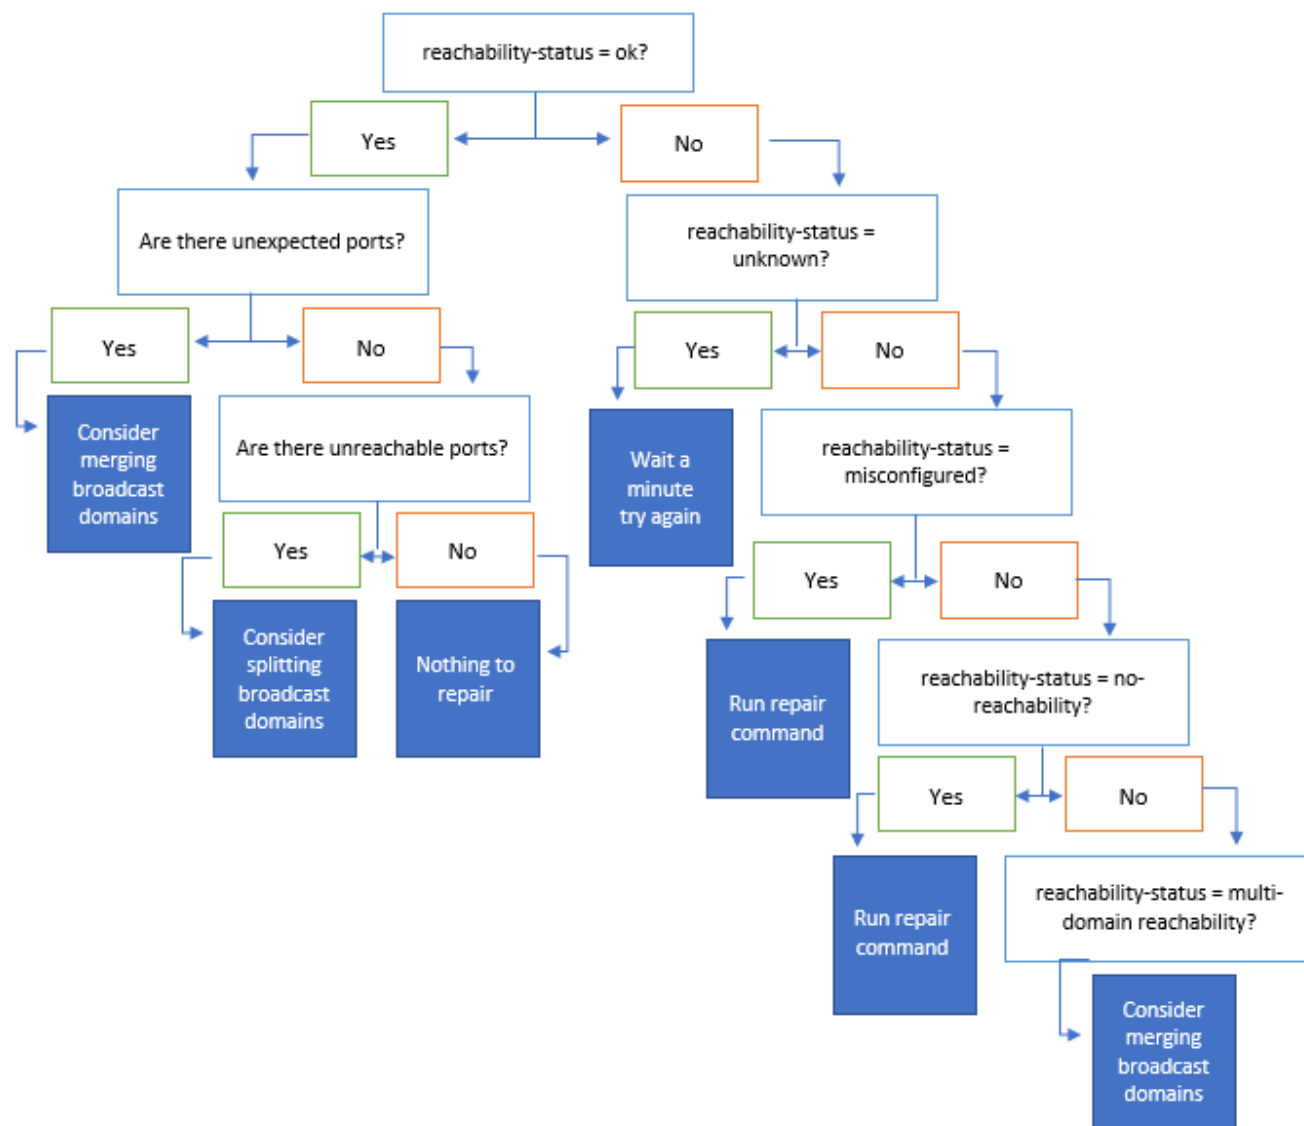 reachability-status = ok?
Yes
No
Are there unexpected ports?
reachability-status =
unknown?
Yes
No
Yes
No
Consider
merging
broadcast
domains
Are there unreachable ports?
Wait a
minute
try again
reachability-status =
misconfigured?
Yes
No
Yes
No
Consider
splitting
broadcast
domains
Nothing to
repair
Run repair
command
reachability-status = no-
reachability?
Yes
No
Run repair
command
reachability-status = multi-
domain reachability?
Consider
merging
broadcast
domains